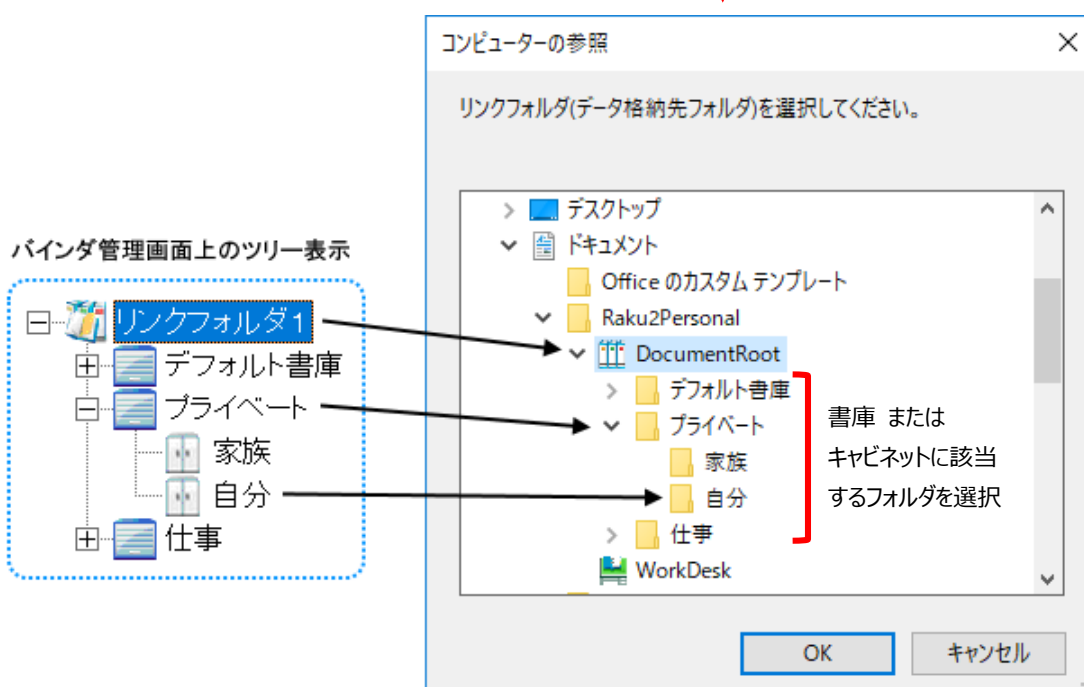 コンピューターの参照
リンクフォルダ(データ格納先フォルダ)を選択してください。
バインダ管理画面上のツリー表示
リンクフォルダ1
デフォルト書庫
プライベート
家族
自分
仕事
デスクトップ
ドキュメント
Office のカスタム テンプレート
Raku2Personal
DocumentRoot
デフォルト書庫
プライベート
家族
自分
仕事
WorkDesk
書庫 または
キャビネットに該当
するフォルダを選択
OK
キャンセル